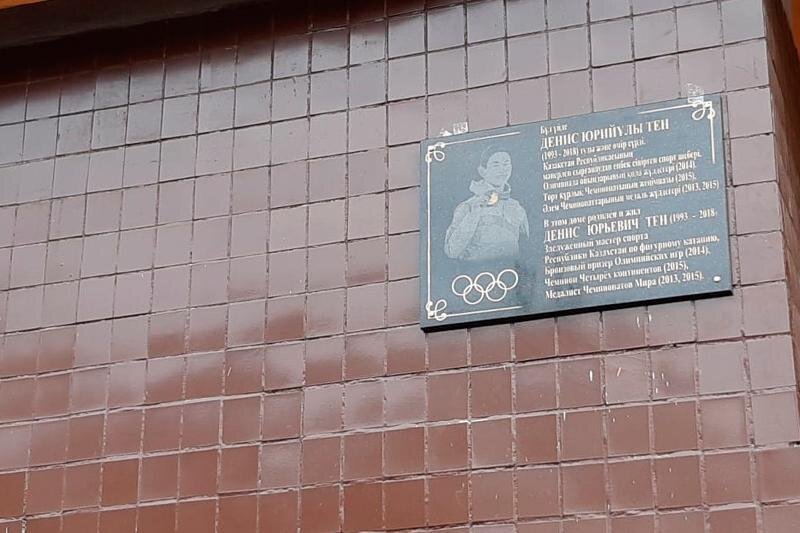 Бұл үйде
ДЕНИС ЮРИЙҰЛЫ ТЕН
(1993 - 2018) туды және өмір сүрді.
Қазақстан Республикасының
мәнерлеп сырғанаудан еңбек сіңірген спорт шебері.
Олимпиада ойындарының қола жүлдегері (2014).
Төрт құрлық Чемпионатының жеңімпазы (2015).
Әлем Чемпионаттарының медаль жүлдегері (2013, 2015)
В этом доме родился и жил
ДЕНИС ЮРЬЕВИЧ ТЕН (1993 - 2018)
Заслуженный мастер спорта
Республики Казахстан по фигурному катанию.
Бронзовый призер Олимпийских игр (2014),
Чемпион Четырёх континентов (2015),
Медалист Чемпионатов Мира (2013, 2015).